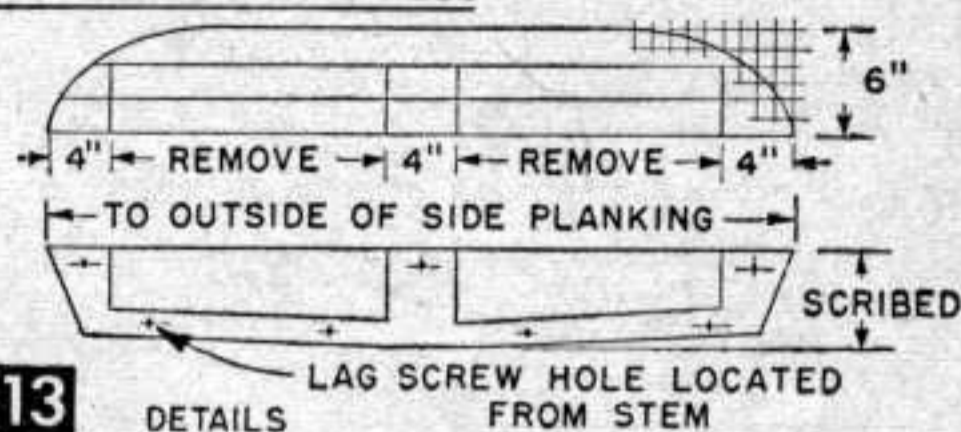 6"
4" REMOVE 4" REMOVE 4"
TO OUTSIDE OF SIDE PLANKING
SCRIBED
LAG SCREW HOLE LOCATED
FROM STEM
13 DETAILS